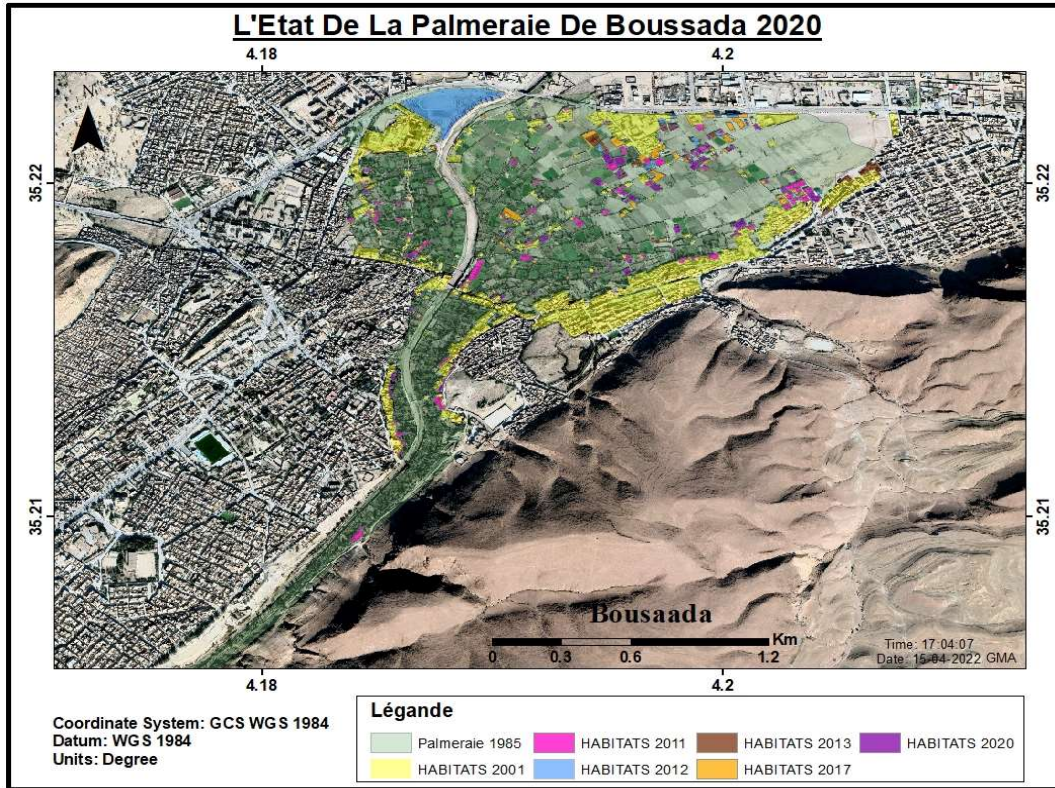 L'Etat De La Palmeraie De Boussada 2020
4.18 4.2
N
35.22 35.22
35.21 35.21
Bousaada
Km
0 0.3 0.6 1.2
Time: 17:04:07
Date: 15-04-2022 GMA
4.18 4.2
Coordinate System: GCS WGS 1984
Datum: WGS 1984
Units: Degree
Légande
Palmeraie 1985 HABITATS 2011 HABITATS 2013 HABITATS 2020
HABITATS 2001 HABITATS 2012 HABITATS 2017